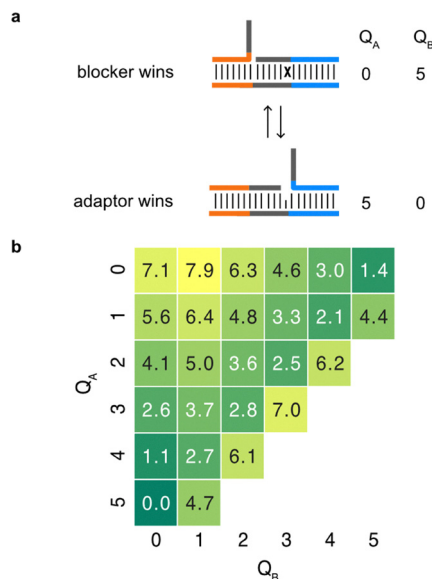 a
Q_A Q_B
blocker wins x 0 5
adaptor wins 5 0
b
0 7.1 7.9 6.3 4.6 3.0 1.4
1 5.6 6.4 4.8 3.3 2.1 4.4
2 4.1 5.0 3.6 2.5 6.2
Q_A
3 2.6 3.7 2.8 7.0
4 1.1 2.7 6.1
5 0.0 4.7
0 1 2 3 4 5
Q_B